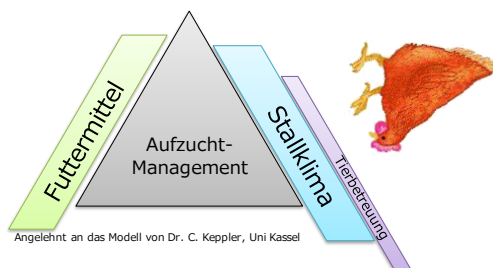 Futtermittel
Aufzucht-
Management
Stallklima
Tierbetreuung
Angelehnt an das Modell von Dr. C. Keppler, Uni Kassel